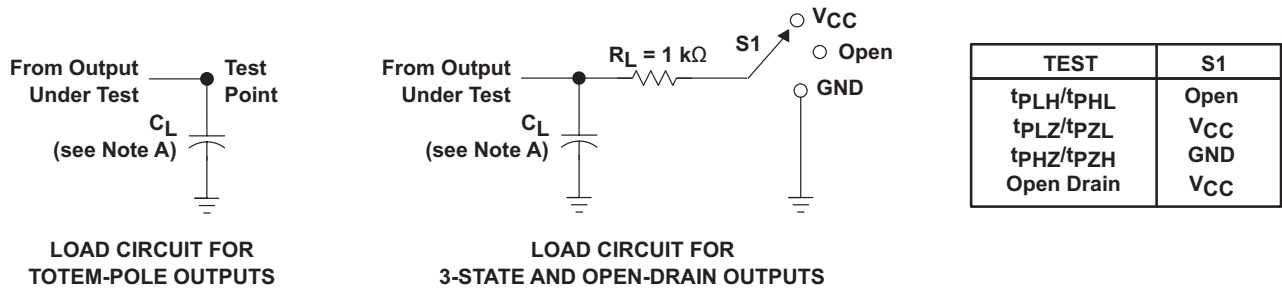 From Output
Under Test
Test
Point
CL
(see Note A)
LOAD CIRCUIT FOR
TOTEM-POLE OUTPUTS
From Output
Under Test
RL = 1 kΩ
S1
VCC
Open
GND
CL
(see Note A)
LOAD CIRCUIT FOR
3-STATE AND OPEN-DRAIN OUTPUTS
TEST S1
tPLH/tPHL Open
tPLZ/tPZL VCC
tPHZ/tPZH GND
Open Drain VCC